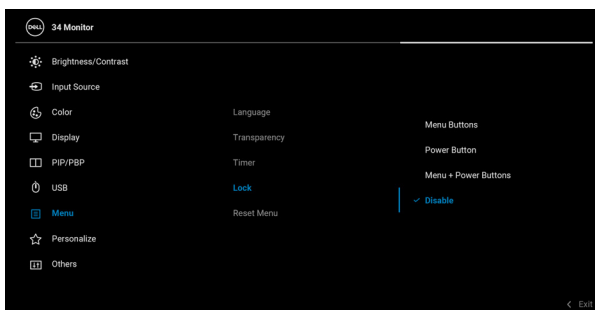 DELL 34 Monitor
Brightness/Contrast
Input Source
Color
Display
PIP/PBP
USB
Menu
Personalize
Others
Language
Transparency
Timer
Lock
Reset Menu
Menu Buttons
Power Button
Menu + Power Buttons
Disable
Exit